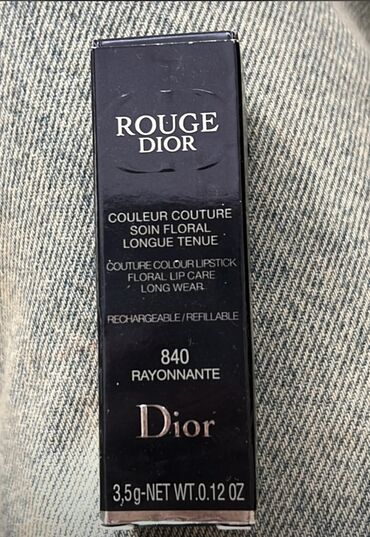 ROUGE
DIOR
COULEUR COUTURE
SOIN FLORAL
LONGUE TENUE
COUTURE COLOUR LIPSTICK
FLORAL LIP CARE
LONG WEAR
RECHARGEABLE/REFILLABLE
840
RAYONNANTE
Dior
3,5g-NET WT.0.12 OZ